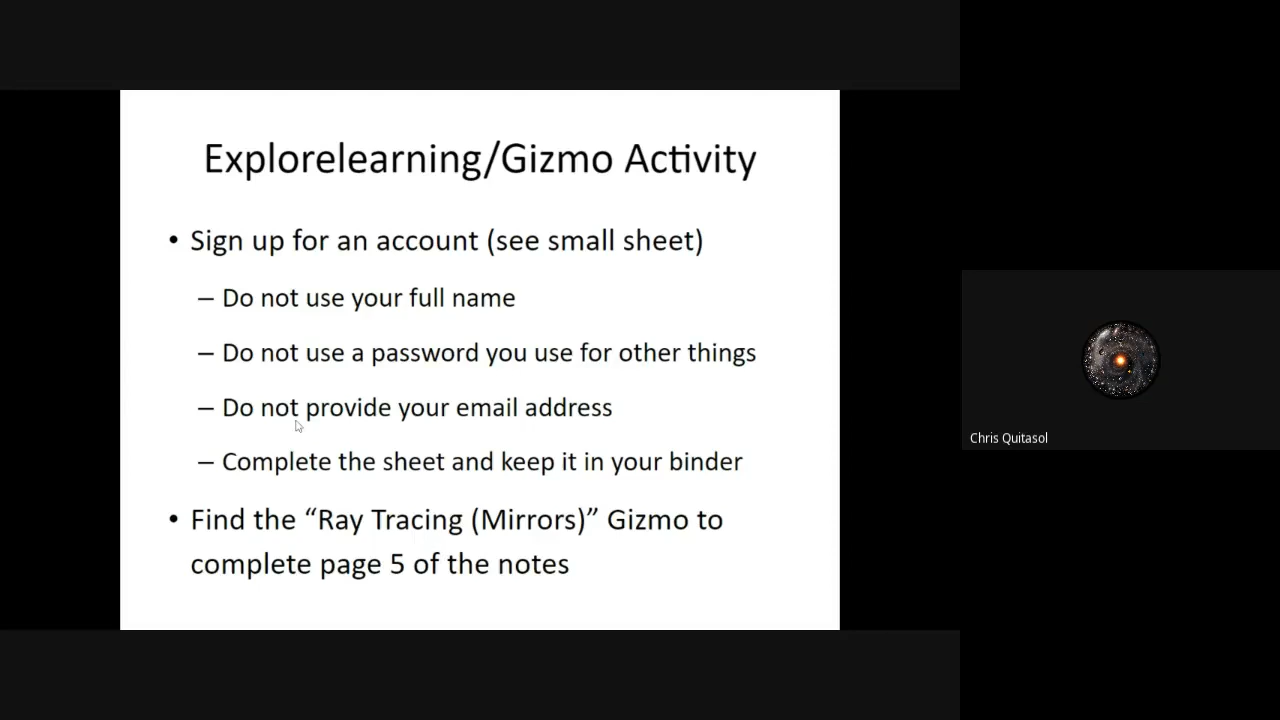 Explorelearning/Gizmo Activity
• Sign up for an account (see small sheet)
– Do not use your full name
– Do not use a password you use for other things
– Do not provide your email address
– Complete the sheet and keep it in your binder
• Find the “Ray Tracing (Mirrors)” Gizmo to
complete page 5 of the notes
Chris Quitasol